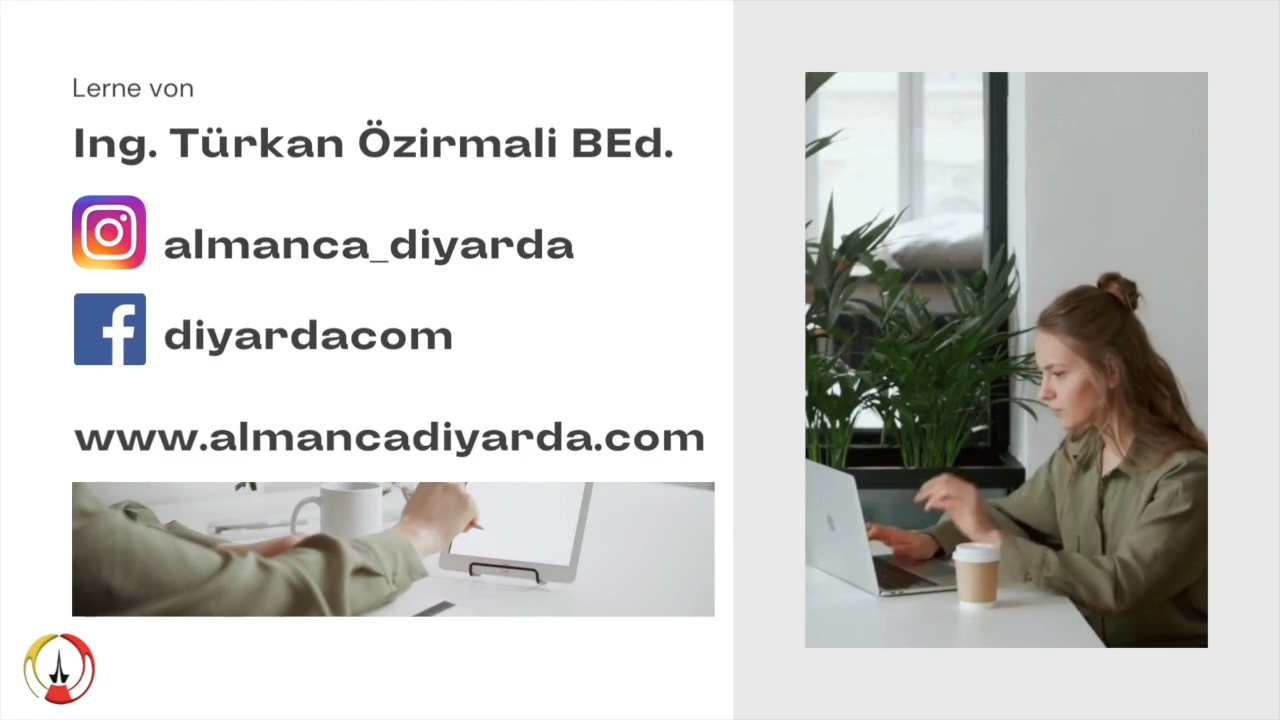 Lerne von
Ing. Türkan Özirmali BEd.
almanca_diyarda
diyardacom
www.almancadiyarda.com